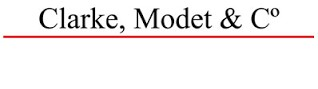 Clarke, Modet & Cº